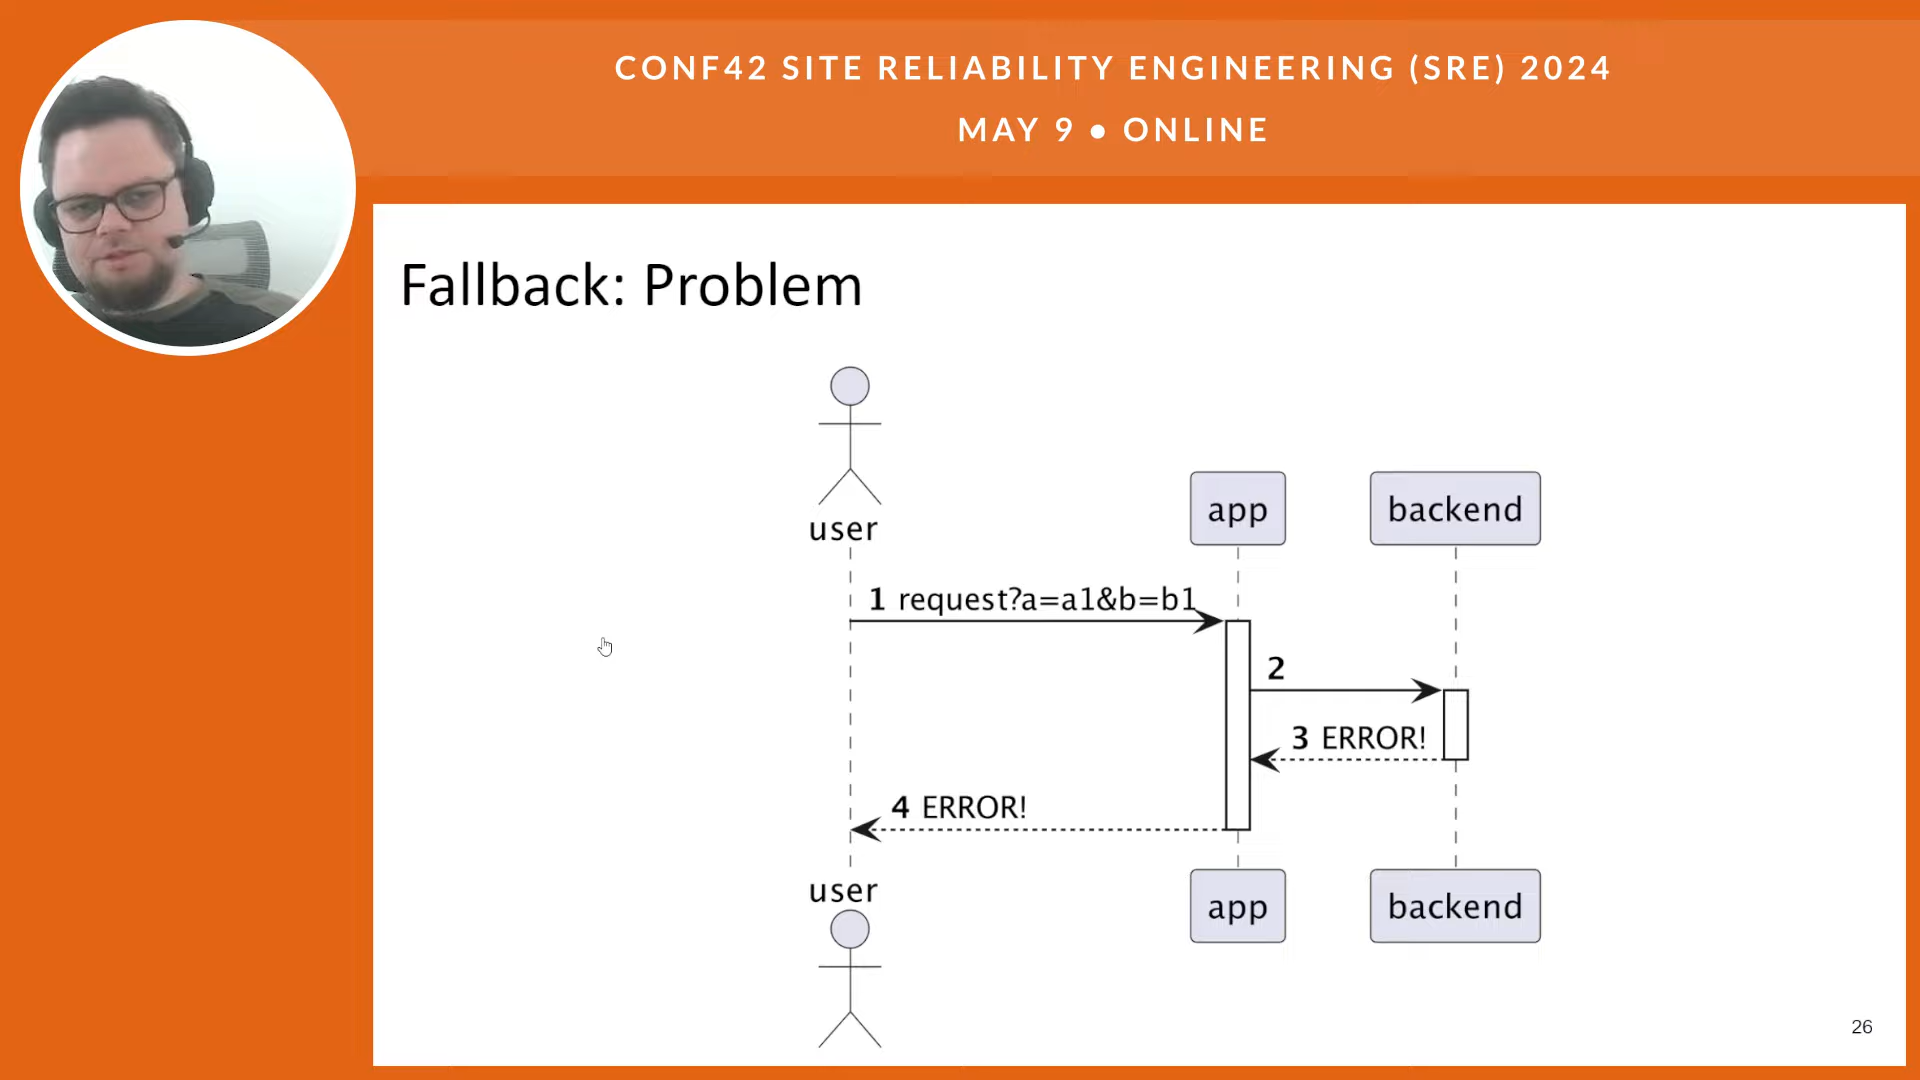 CONF42 SITE RELIABILITY ENGINEERING (SRE) 2024
MAY 9 ● ONLINE
Fallback: Problem
user
app
backend
1 request?a=a1&b=b1
2
3 ERROR!
4 ERROR!
user
app
backend
26